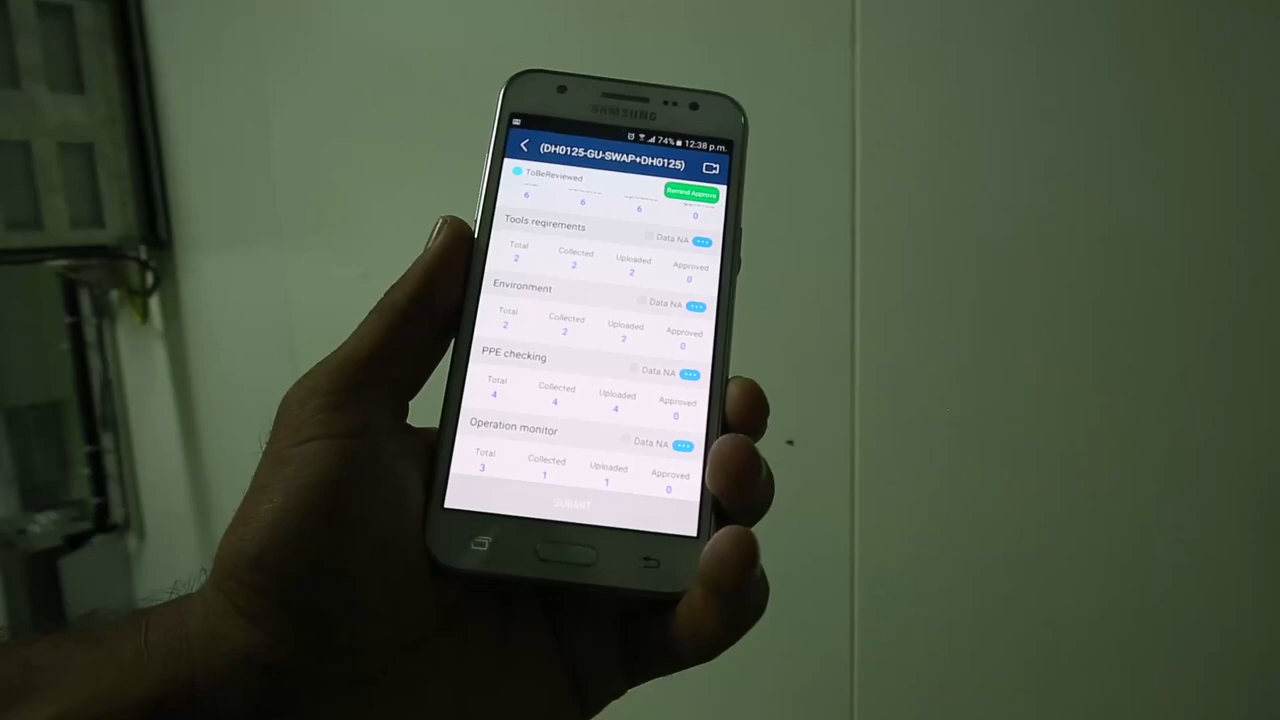 SAMSUNG
74% 12:38 p.m.
(DH0125-GU-SWAP+DH0125)
ToBeReviewed
Remind Approve
6 6 6 0
Tools reqirements
Data NA
Total Collected Uploaded Approved
2 2 2 0
Environment
Data NA
Total Collected Uploaded Approved
2 2 2 0
PPE checking
Data NA
Total Collected Uploaded Approved
4 4 4 0
Operation monitor
Data NA
Total Collected Uploaded Approved
3 1 1 0
SUBMIT